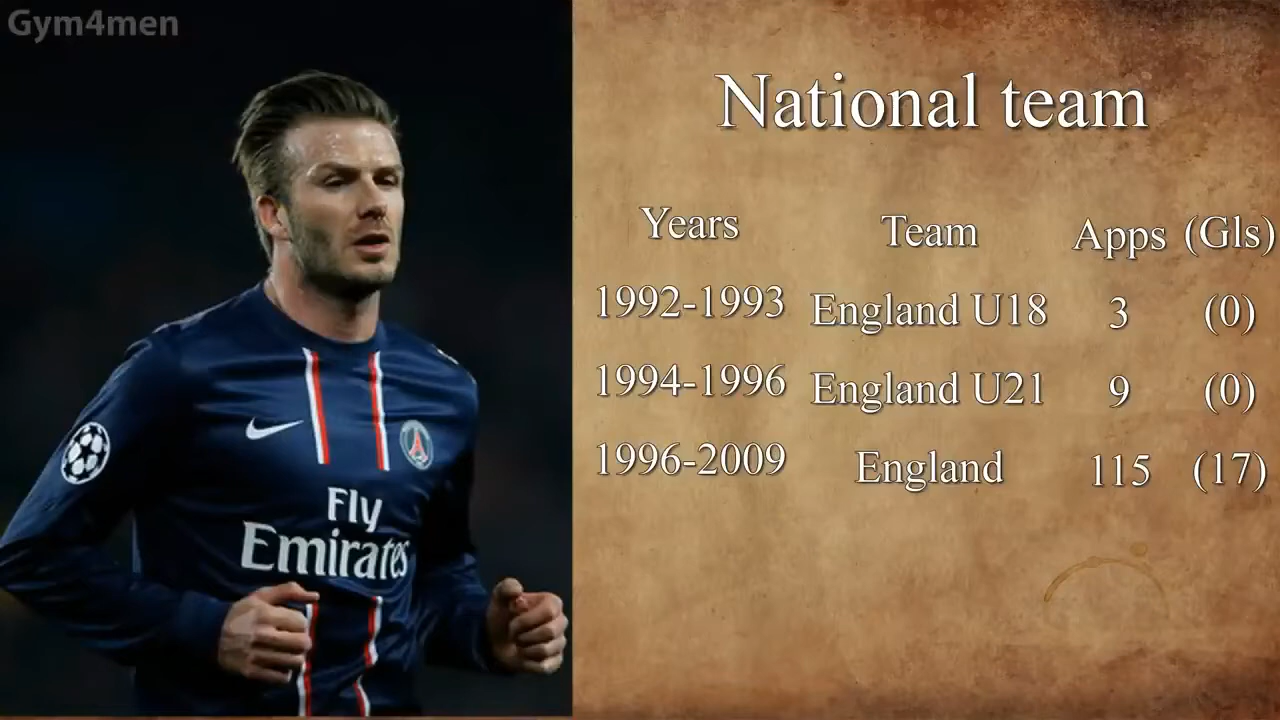 Gym4men
National team
Years Team Apps (Gls)
1992-1993 England U18 3 (0)
1994-1996 England U21 9 (0)
1996-2009 England 115 (17)
Fly
Emirates